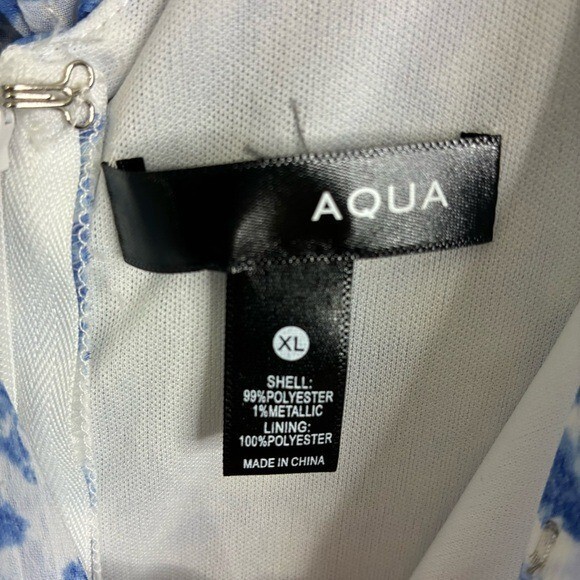 AQUA
XL
SHELL:
99%POLYESTER
1%METALLIC
LINING:
100%POLYESTER
MADE IN CHINA